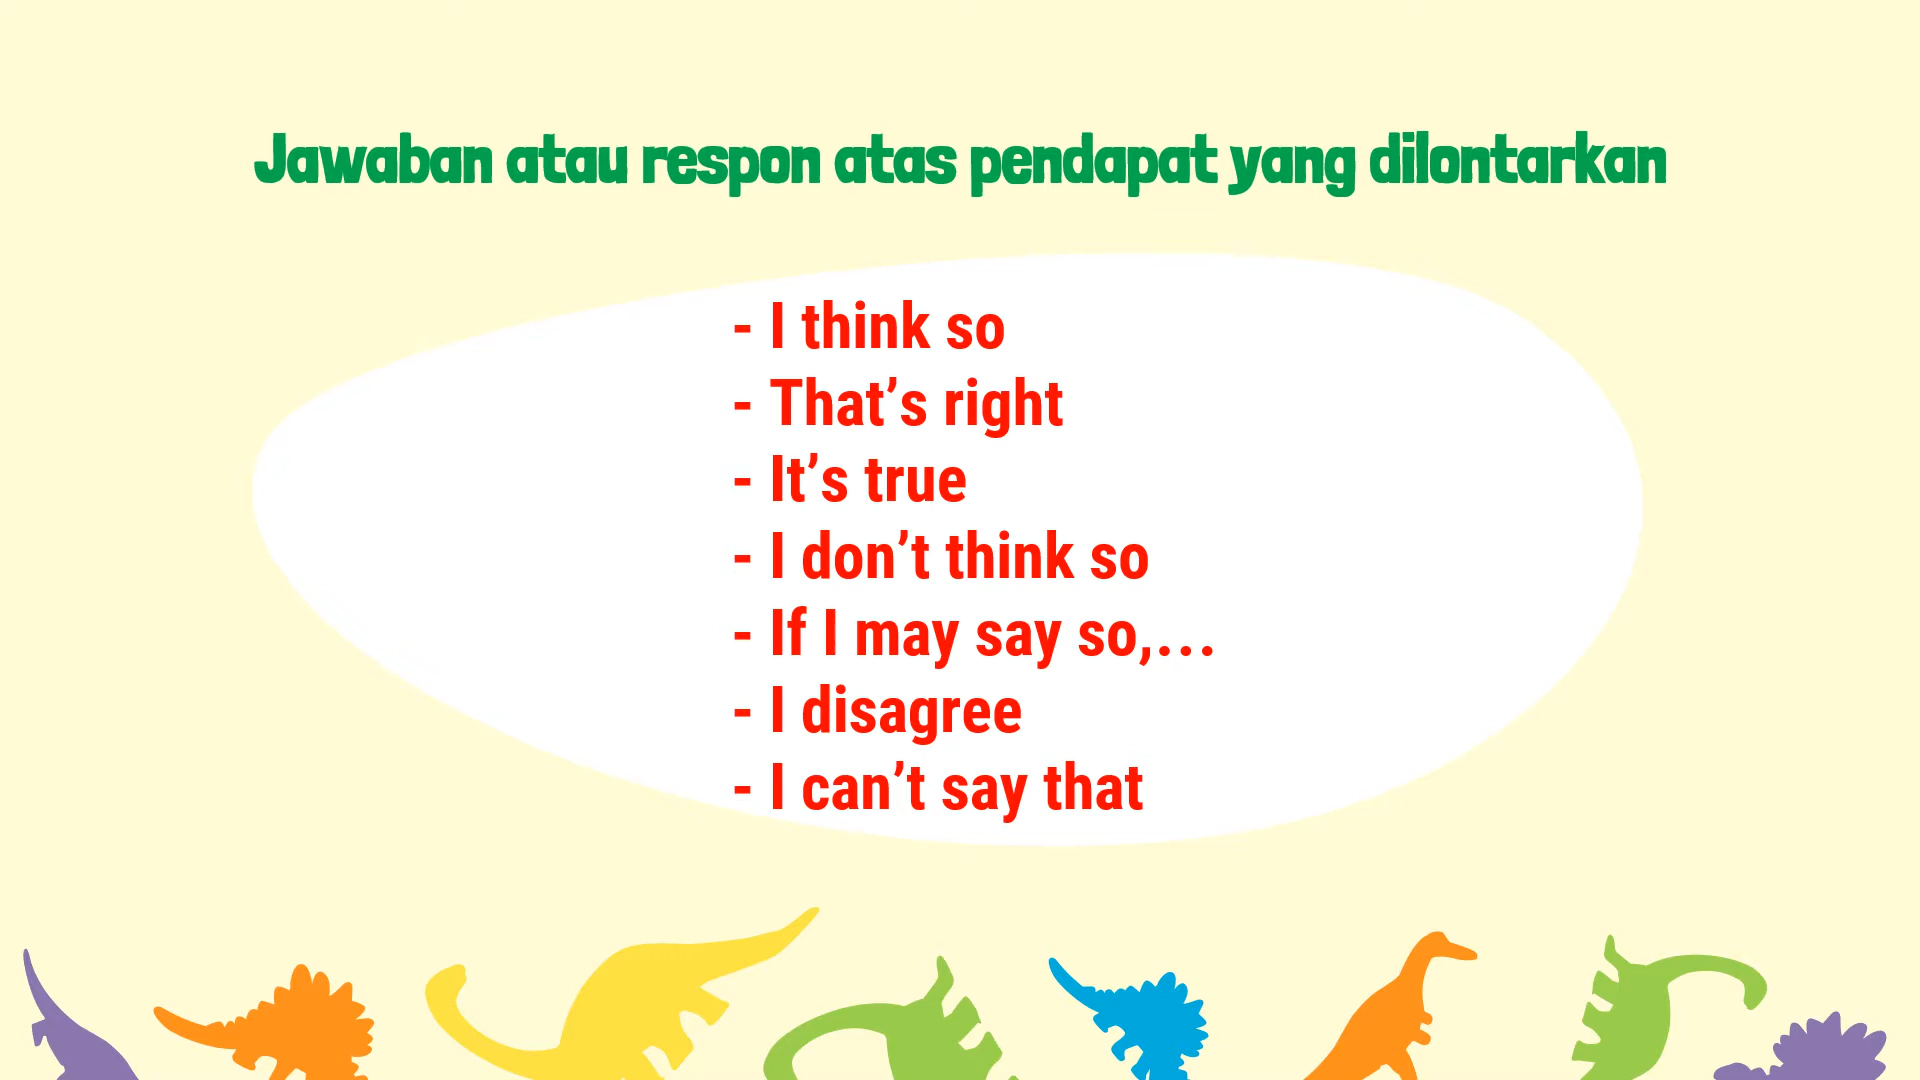 Jawaban atau respon atas pendapat yang dilontarkan
- I think so
- That’s right
- It’s true
- I don’t think so
- If I may say so,...
- I disagree
- I can’t say that